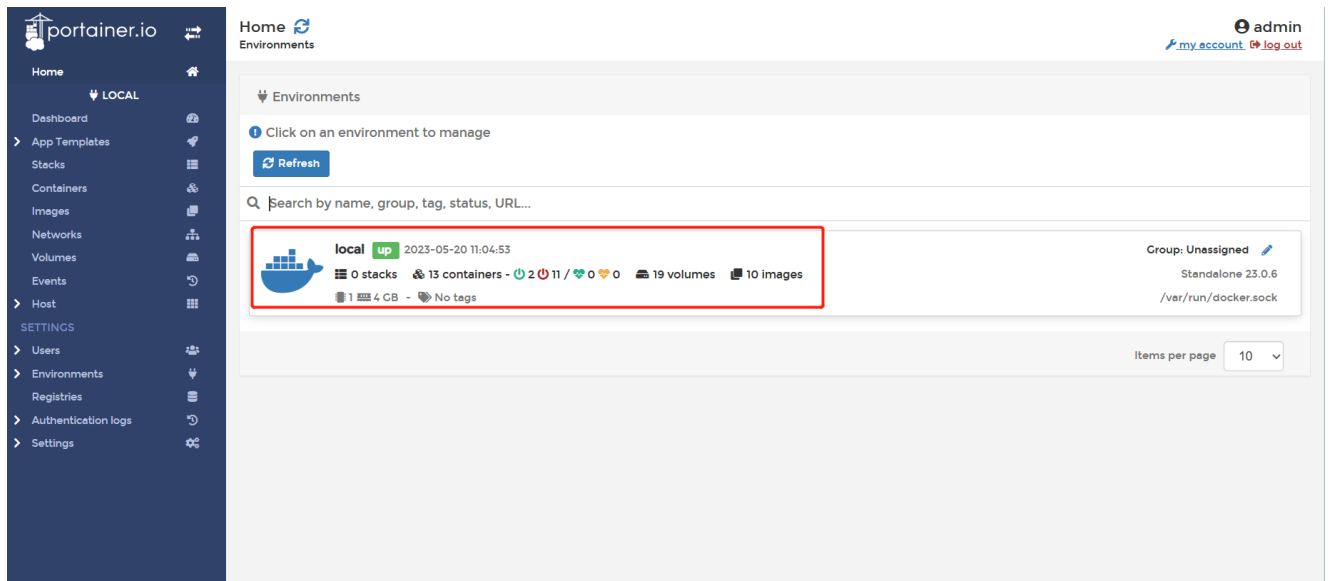 portainer.io
Home
LOCAL
Dashboard
App Templates
Stacks
Containers
Images
Networks
Volumes
Events
Host
SETTINGS
Users
Environments
Registries
Authentication logs
Settings
Home
Environments
admin
my account log out
Environments
Click on an environment to manage
Refresh
Search by name, group, tag, status, URL...
local up 2023-05-20 11:04:53
0 stacks 13 containers - 2 11 / 0 0 19 volumes 10 images
1 4 GB - No tags
Group: Unassigned
Standalone 23.0.6
/var/run/docker.sock
Items per page 10